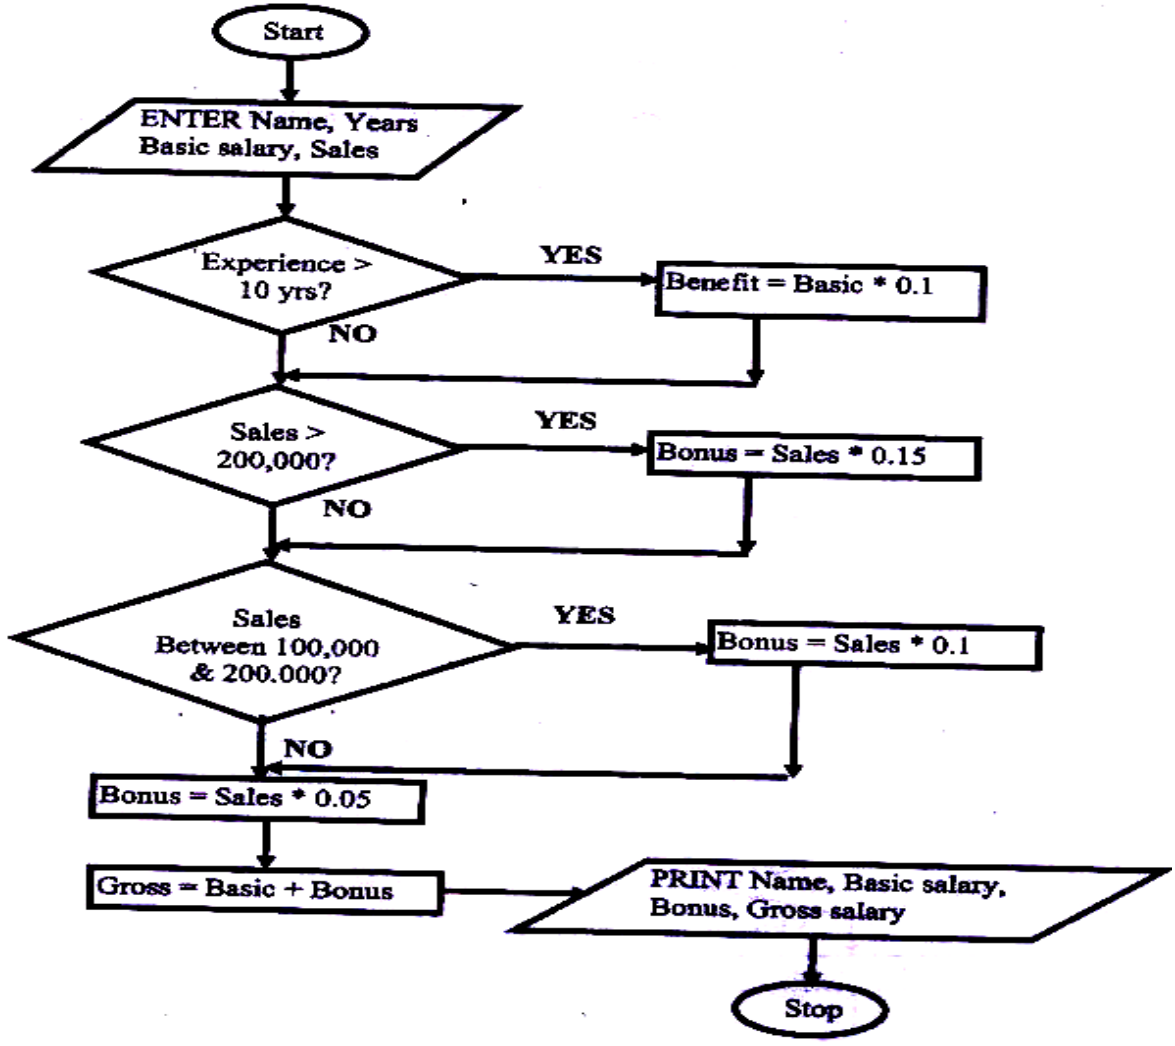 Start
ENTER Name, Years
Basic salary, Sales
Experience >
10 yrs?
YES
Benefit = Basic * 0.1
NO
Sales >
200,000?
YES
Bonus = Sales * 0.15
NO
Sales
Between 100,000
& 200.000?
YES
Bonus = Sales * 0.1
NO
Bonus = Sales * 0.05
Gross = Basic + Bonus
PRINT Name, Basic salary,
Bonus, Gross salary
Stop